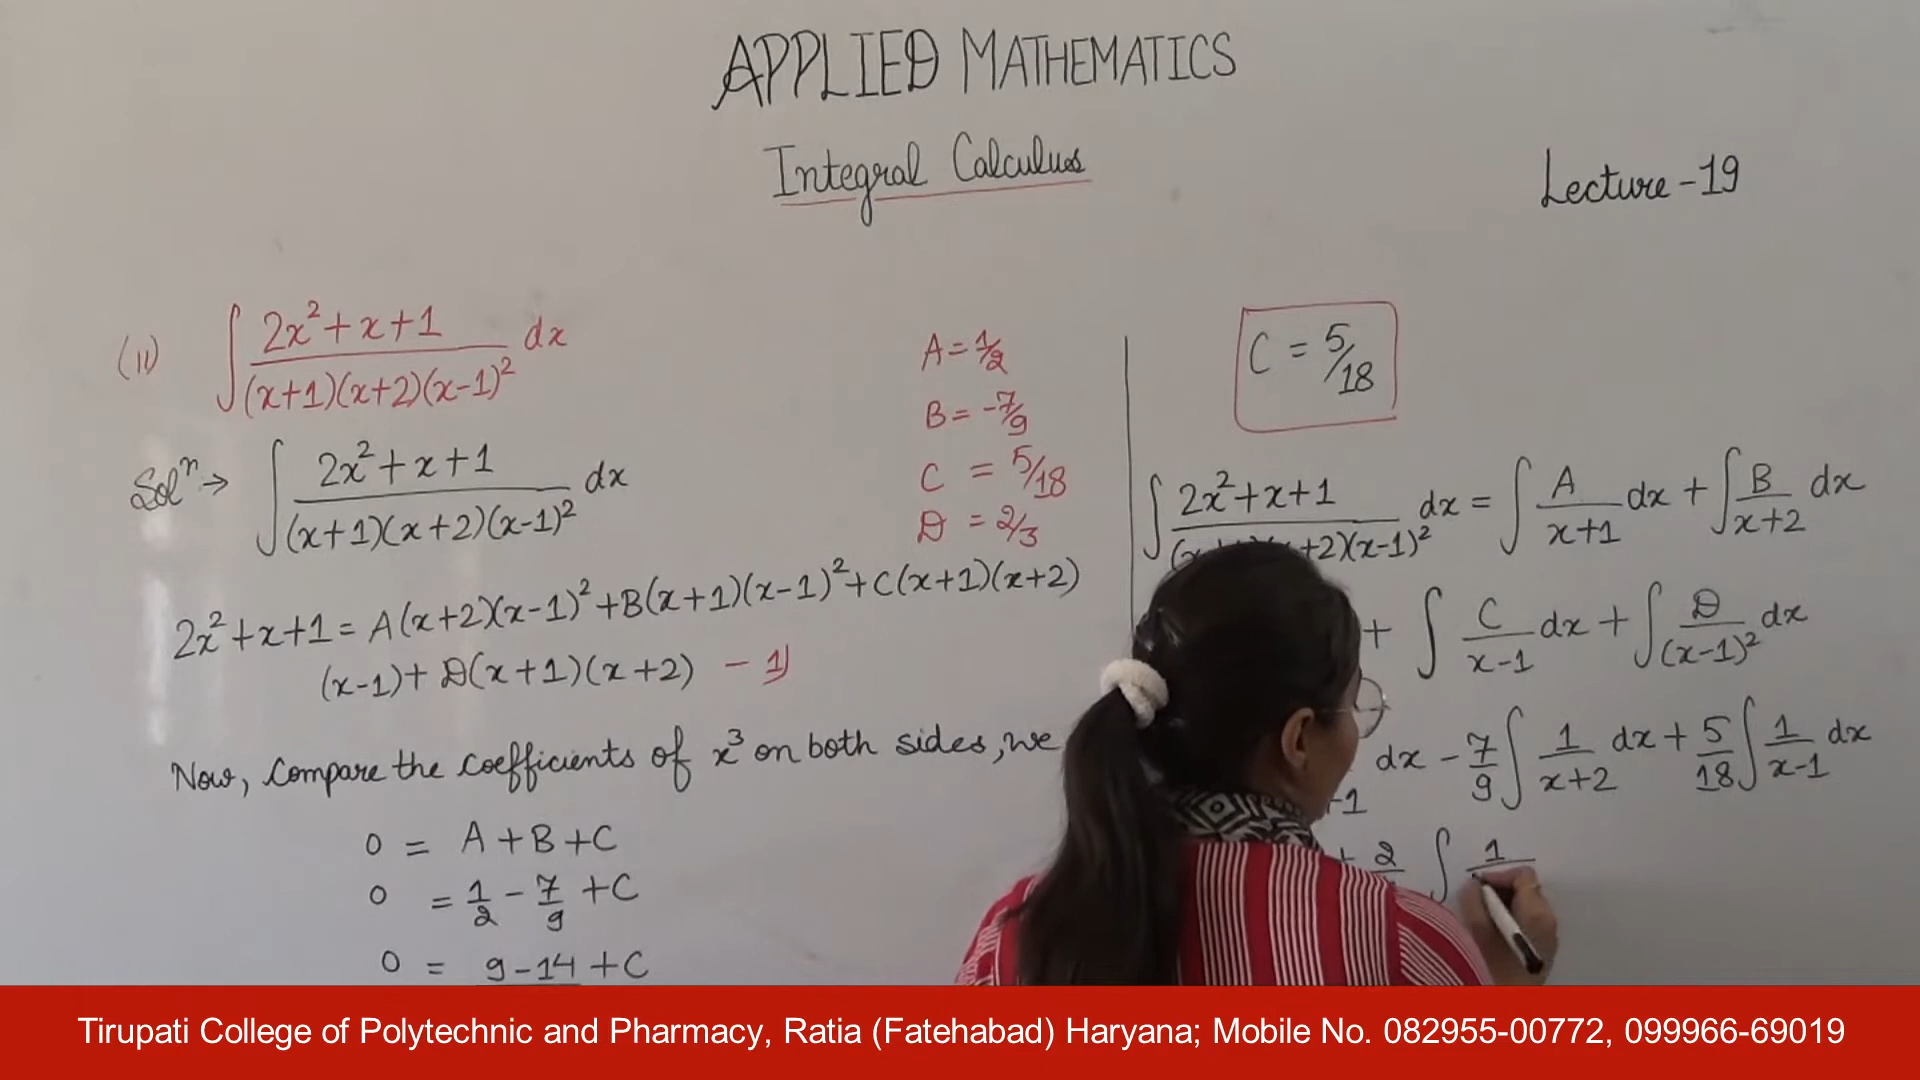 APPLIED MATHEMATICS
Integral Calculus
Lecture-19
(ii) ∫ 2x²+x+1 / (x+1)(x+2)(x-1)² dx
Solⁿ→ ∫ 2x²+x+1 / (x+1)(x+2)(x-1)² dx
2x²+x+1 = A(x+2)(x-1)²+B(x+1)(x-1)²+C(x+1)(x+2)
(x-1)+D(x+1)(x+2) - 1)
Now, Compare the coefficients of x³ on both sides, we
0 = A+B+C
0 = 1/2 - 7/9 +C
0 = 9-14 +C
A = 1/2
B = -7/9
C = 5/18
D = 2/3
C = 5/18
∫ 2x²+x+1 / +2)(x-1)² dx = ∫ A/x+1 dx + ∫ B/x+2 dx
+ ∫ C/x-1 dx + ∫ D/(x-1)² dx
+1 dx - 7/9 ∫ 1/x+2 dx + 5/18 ∫ 1/x-1 dx
+ 2 ∫ 1
Tirupati College of Polytechnic and Pharmacy, Ratia (Fatehabad) Haryana; Mobile No. 082955-00772, 099966-69019